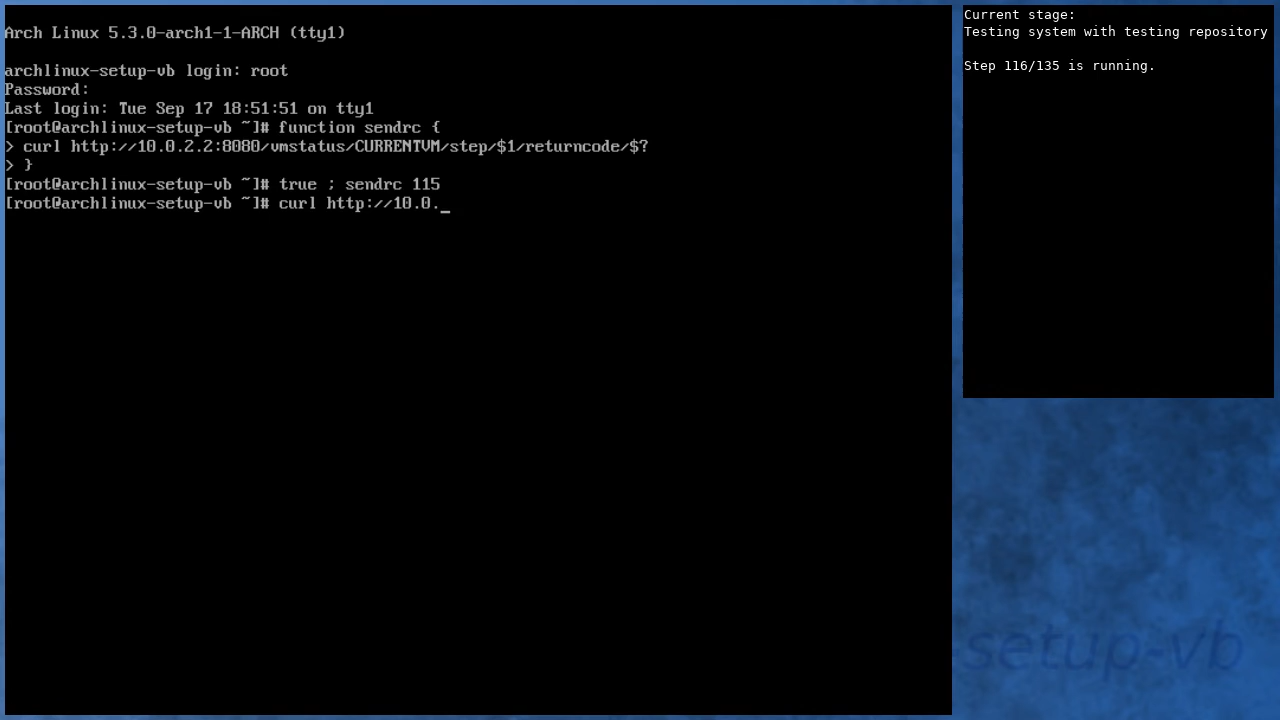 Arch Linux 5.3.0-arch1-1-ARCH (tty1)
archlinux-setup-vb login: root
Password:
Last login: Tue Sep 17 18:51:51 on tty1
[root@archlinux-setup-vb ~]# function sendrc {
> curl http://10.0.2.2:8080/vmstatus/CURRENTVM/step/$1/returncode/$?
> }
[root@archlinux-setup-vb ~]# true ; sendrc 115
[root@archlinux-setup-vb ~]# curl http://10.0._
Current stage:
Testing system with testing repository
Step 116/135 is running.
setup-vb